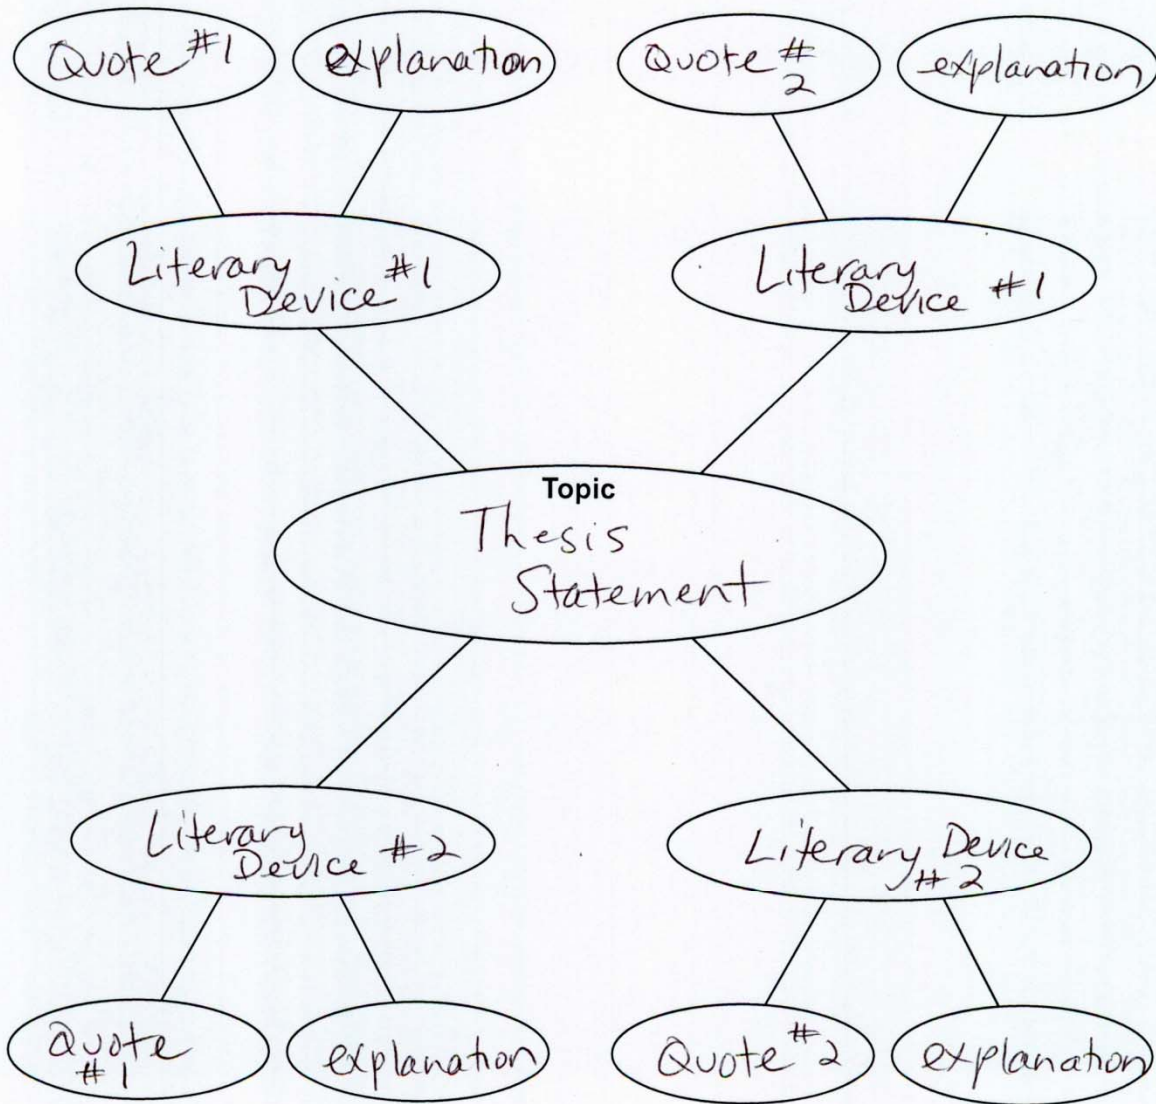 Quote #1
explanation
Quote #
2
explanation
Literary
Device #1
Literary
Device #1
Topic
Thesis
Statement
Literary
Device #2
Literary Device
#2
Quote
#1
explanation
Quote #2
explanation